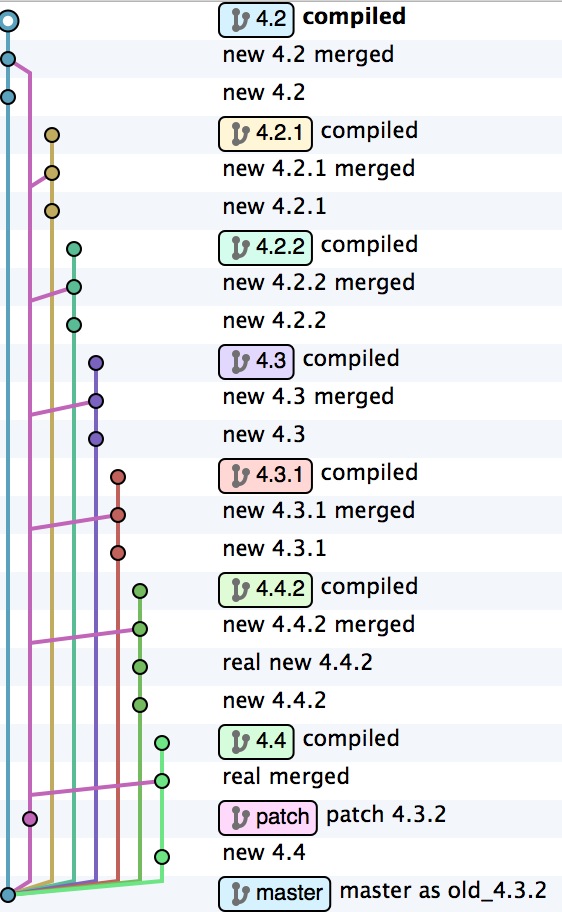 4.2 compiled
new 4.2 merged
new 4.2
4.2.1 compiled
new 4.2.1 merged
new 4.2.1
4.2.2 compiled
new 4.2.2 merged
new 4.2.2
4.3 compiled
new 4.3 merged
new 4.3
4.3.1 compiled
new 4.3.1 merged
new 4.3.1
4.4.2 compiled
new 4.4.2 merged
real new 4.4.2
new 4.4.2
4.4 compiled
real merged
patch patch 4.3.2
new 4.4
master master as old_4.3.2